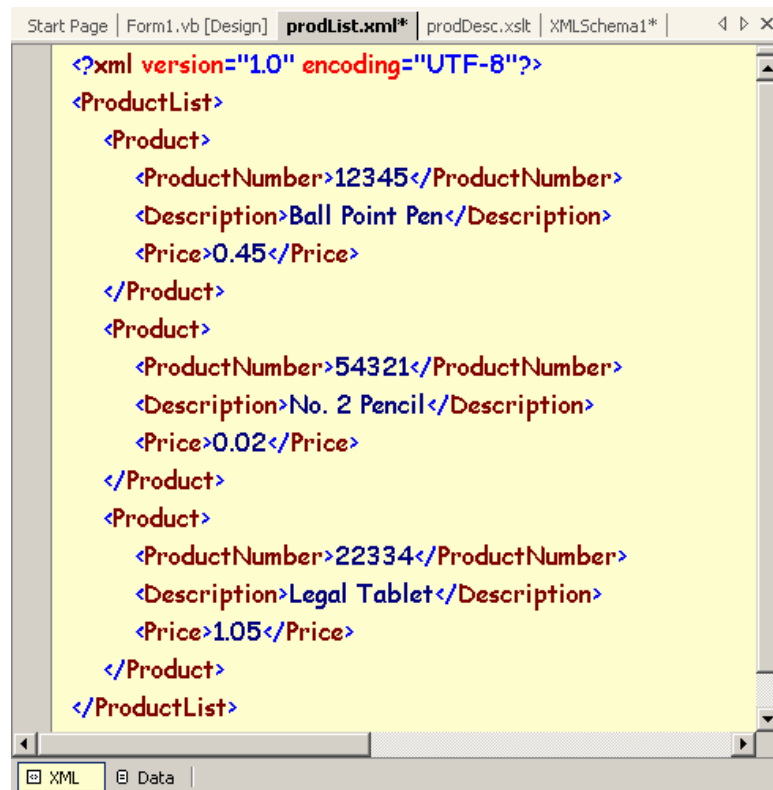 Start Page | Form1.vb [Design] prodList.xml* | prodDesc.xslt | XMLSchema1* |
<?xml version="1.0" encoding="UTF-8"?>
<ProductList>
<Product>
<ProductNumber>12345</ProductNumber>
<Description>Ball Point Pen</Description>
<Price>0.45</Price>
</Product>
<Product>
<ProductNumber>54321</ProductNumber>
<Description>No. 2 Pencil</Description>
<Price>0.02</Price>
</Product>
<Product>
<ProductNumber>22334</ProductNumber>
<Description>Legal Tablet</Description>
<Price>1.05</Price>
</Product>
</ProductList>
XML Data